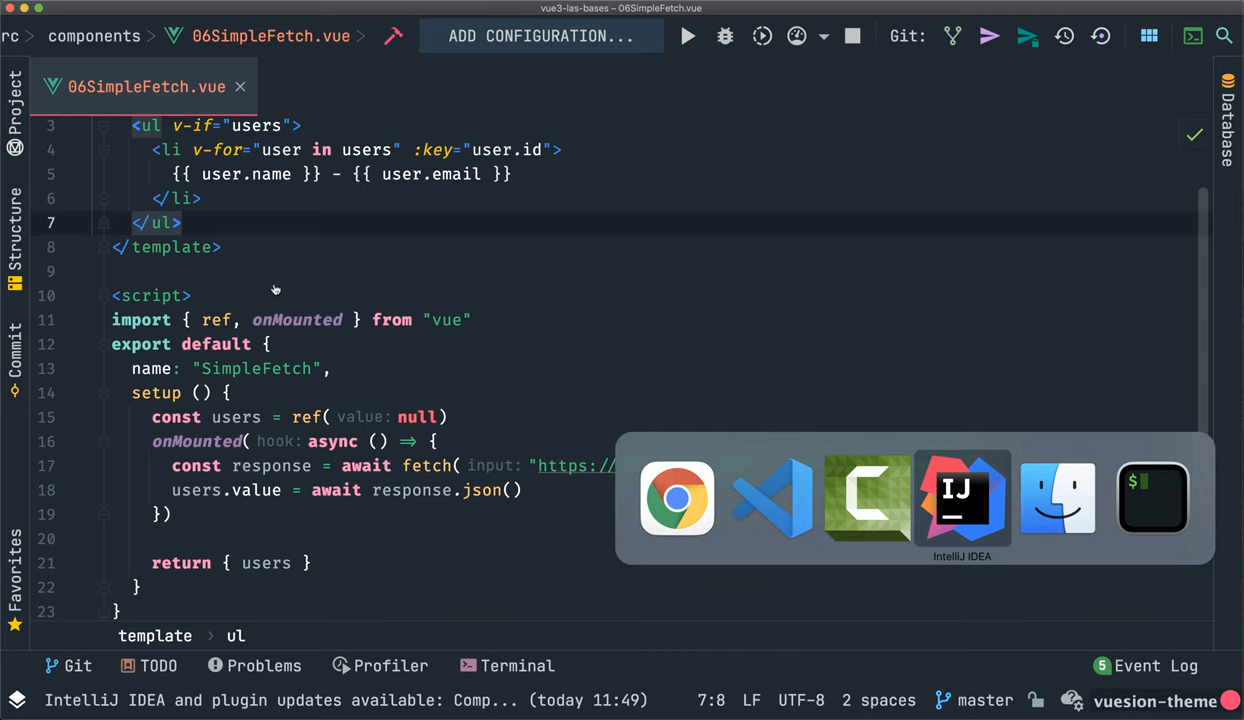 vue3-las-bases – 06SimpleFetch.vue
rc components 06SimpleFetch.vue ADD CONFIGURATION... Git:
06SimpleFetch.vue
Project
Structure
Commit
Favorites
Database
3 <ul v-if="users">
4 <li v-for="user in users" :key="user.id">
5 {{ user.name }} - {{ user.email }}
6 </li>
7 </ul>
8 </template>
9
10 <script>
11 import { ref, onMounted } from "vue"
12 export default {
13 name: "SimpleFetch",
14 setup () {
15 const users = ref( value: null)
16 onMounted( hook: async () => {
17 const response = await fetch( input: "https://
18 users.value = await response.json()
19 })
20
21 return { users }
22 }
23 }
IJ
$
IntelliJ IDEA
template > ul
Git TODO Problems Profiler Terminal 5 Event Log
IntelliJ IDEA and plugin updates available: Comp... (today 11:49) 7:8 LF UTF-8 2 spaces master vuesion-theme